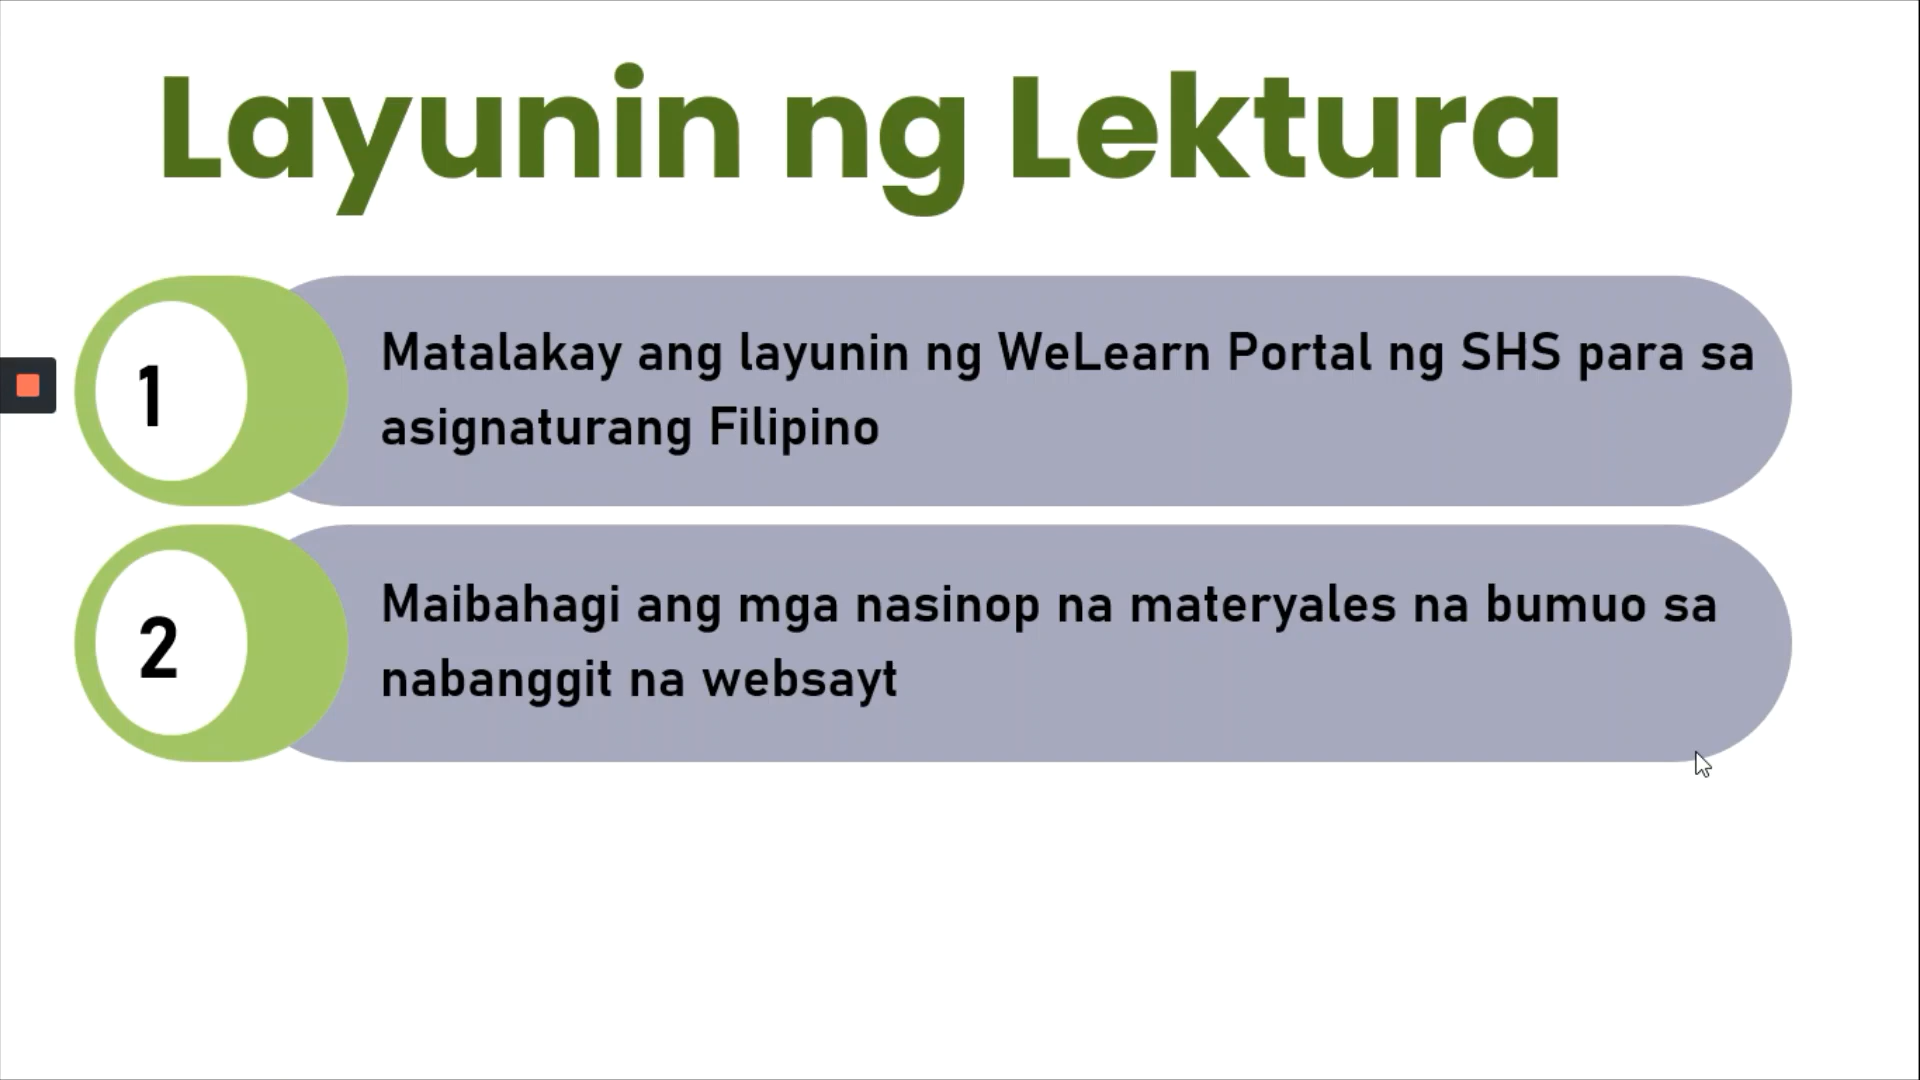 Layunin ng Lektura
1
Matalakay ang layunin ng WeLearn Portal ng SHS para sa
asignaturang Filipino
2
Maibahagi ang mga nasinop na materyales na bumuo sa
nabanggit na websayt